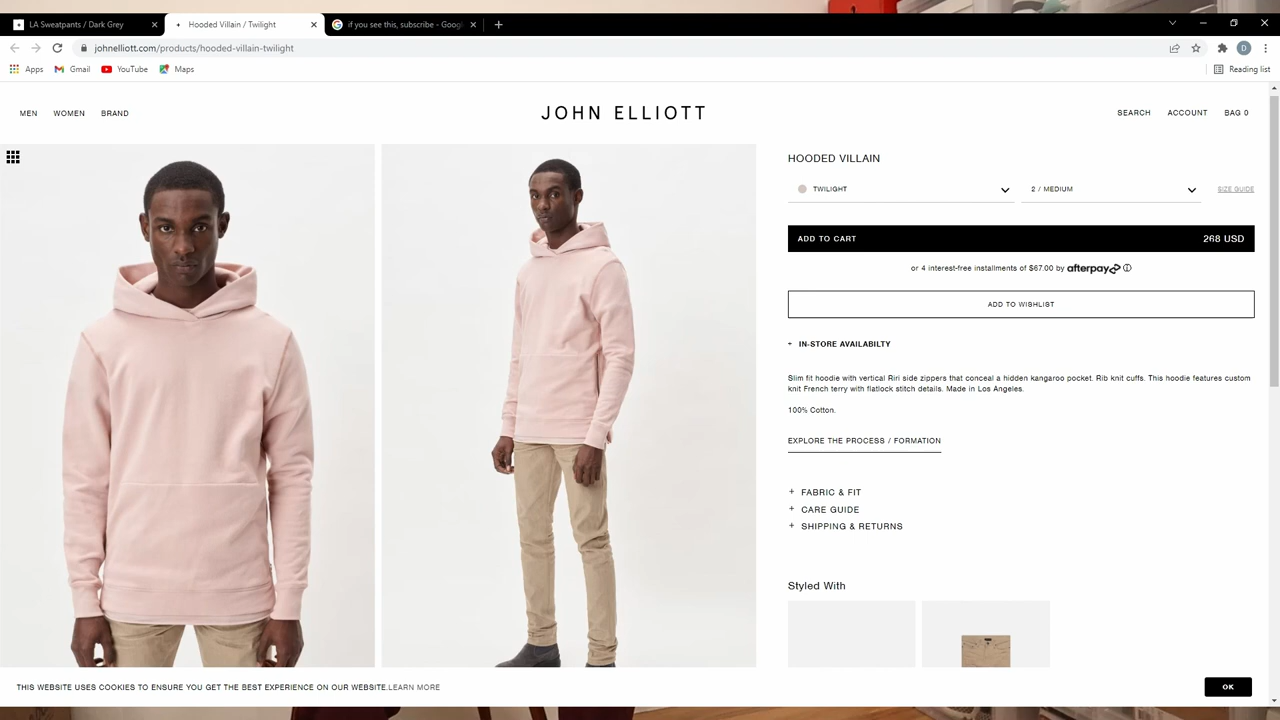 LA Sweatpants / Dark Grey
Hooded Villain / Twilight
if you see this, subscribe - Goog
johnelliott.com/products/hooded-villain-twilight
D
Apps
Gmail
YouTube
Maps
Reading list
MEN
WOMEN
BRAND
JOHN ELLIOTT
SEARCH
ACCOUNT
BAG 0
HOODED VILLAIN
TWILIGHT
2 / MEDIUM
SIZE GUIDE
ADD TO CART
268 USD
or 4 interest-free installments of $67.00 by afterpay
ADD TO WISHLIST
+ IN-STORE AVAILABILTY
Slim fit hoodie with vertical Riri side zippers that conceal a hidden kangaroo pocket. Rib knit cuffs. This hoodie features custom
knit French terry with flatlock stitch details. Made in Los Angeles.
100% Cotton.
EXPLORE THE PROCESS / FORMATION
+ FABRIC & FIT
+ CARE GUIDE
+ SHIPPING & RETURNS
Styled With
THIS WEBSITE USES COOKIES TO ENSURE YOU GET THE BEST EXPERIENCE ON OUR WEBSITE.LEARN MORE
OK